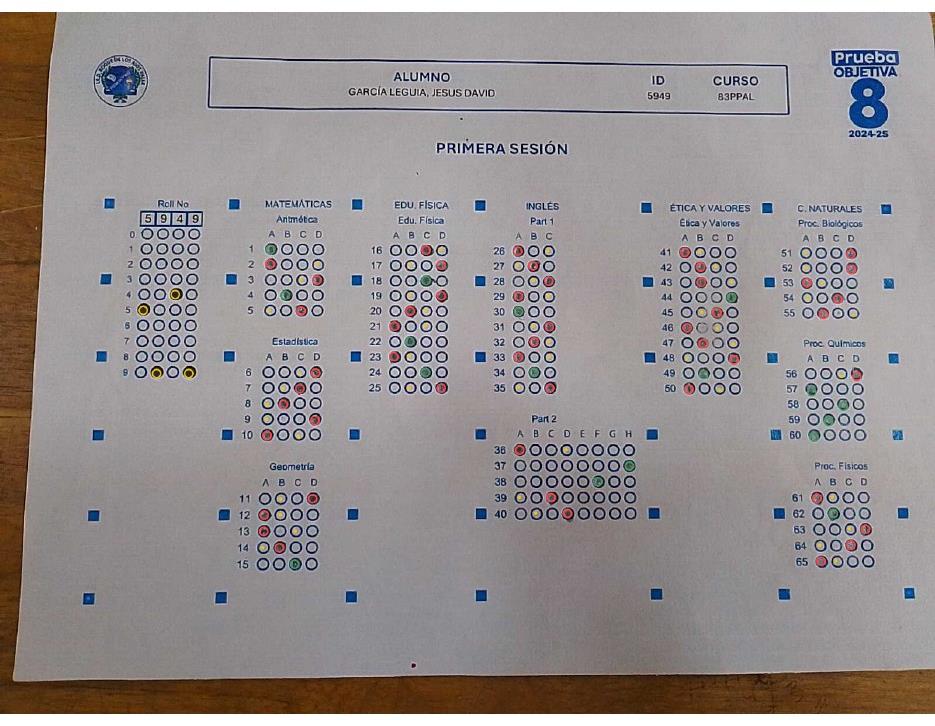 Prueba
OBJETIVA
8
2024-25
ALUMNO ID CURSO
GARCÍA LEGUIA, JESUS DAVID 5949 83PPAL
PRIMERA SESIÓN
Roll No
5 9 4 9
0
1
2
3
4
5
6
7
8
9
MATEMÁTICAS
Aritmética
A B C D
1
2
3
4
5
Estadística
A B C D
6
7
8
9
10
Geometría
A B C D
11
12
13
14
15
EDU. FÍSICA
Edu. Física
A B C D
16
17
18
19
20
21
22
23
24
25
INGLÉS
Part 1
A B C
26
27
28
29
30
31
32
33
34
35
Part 2
A B C D E F G H
36
37
38
39
40
ÉTICA Y VALORES
Ética y Valores
A B C D
41
42
43
44
45
46
47
48
49
50
C. NATURALES
Proc. Biológicos
A B C D
51
52
53
54
55
Proc. Químicos
A B C D
56
57
58
59
60
Proc. Físicos
A B C D
61
62
63
64
65